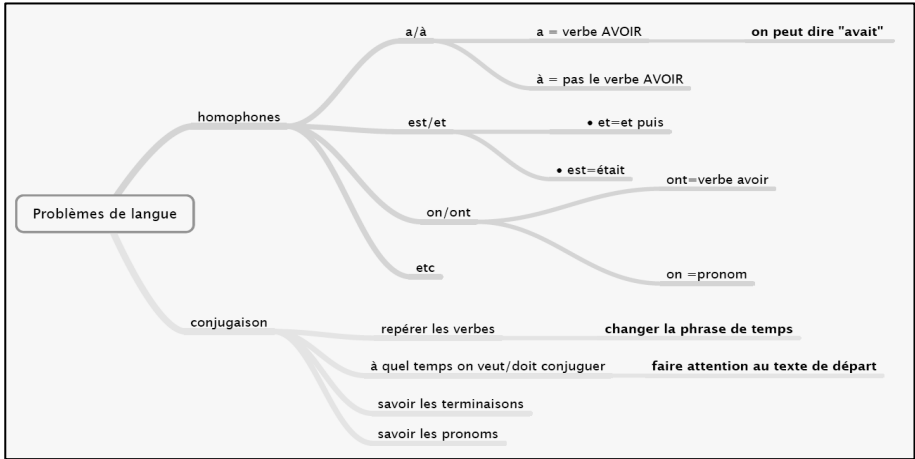 Problèmes de langue
homophones
a/à
a = verbe AVOIR
on peut dire "avait"
à = pas le verbe AVOIR
est/et
• et=et puis
• est=était
on/ont
ont=verbe avoir
on =pronom
etc
conjugaison
repérer les verbes
changer la phrase de temps
à quel temps on veut/doit conjuguer
faire attention au texte de départ
savoir les terminaisons
savoir les pronoms